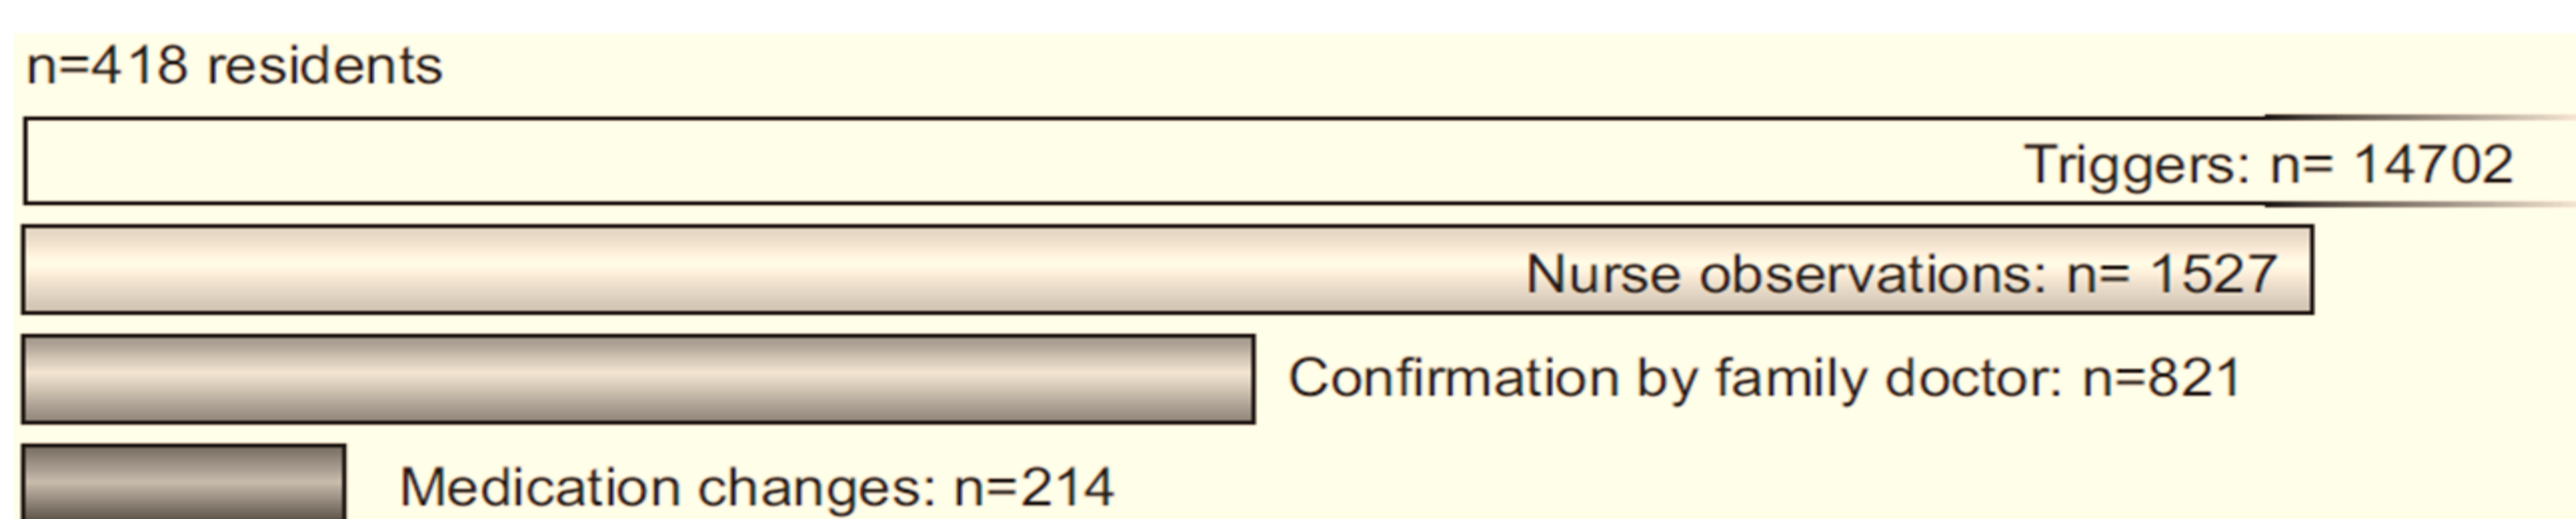 n=418 residents
Triggers: n= 14702
Nurse observations: n= 1527
Confirmation by family doctor: n=821
Medication changes: n=214